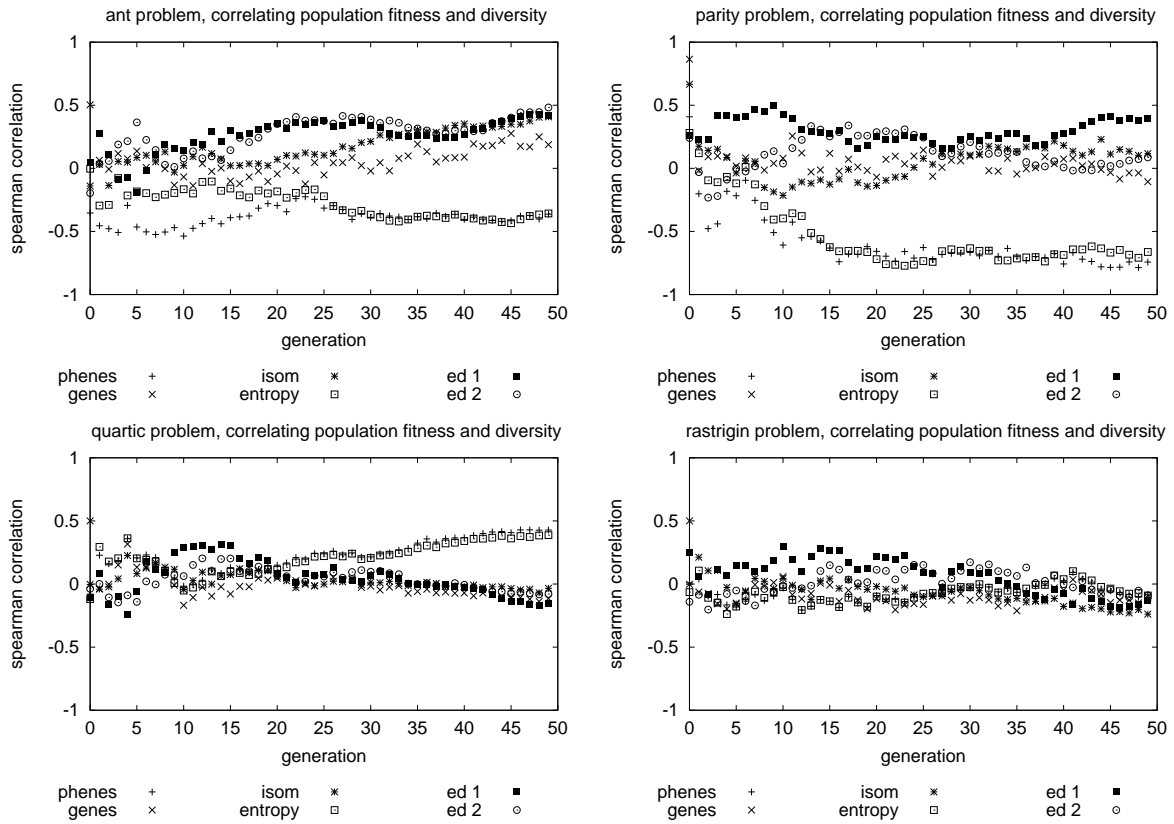 ant problem, correlating population fitness and diversity
1
0.5
0
-0.5
-1
spearman correlation
0 5 10 15 20 25 30 35 40 45 50
generation
phenes isom ed 1
genes entropy ed 2
parity problem, correlating population fitness and diversity
1
0.5
0
-0.5
-1
spearman correlation
0 5 10 15 20 25 30 35 40 45 50
generation
phenes isom ed 1
genes entropy ed 2
quartic problem, correlating population fitness and diversity
1
0.5
0
-0.5
-1
spearman correlation
0 5 10 15 20 25 30 35 40 45 50
generation
phenes isom ed 1
genes entropy ed 2
rastrigin problem, correlating population fitness and diversity
1
0.5
0
-0.5
-1
spearman correlation
0 5 10 15 20 25 30 35 40 45 50
generation
phenes isom ed 1
genes entropy ed 2